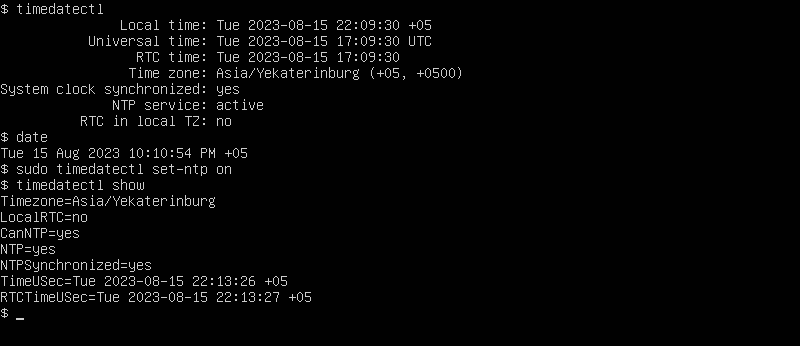 $ timedatectl
Local time: Tue 2023-08-15 22:09:30 +05
Universal time: Tue 2023-08-15 17:09:30 UTC
RTC time: Tue 2023-08-15 17:09:30
Time zone: Asia/Yekaterinburg (+05, +0500)
System clock synchronized: yes
NTP service: active
RTC in local TZ: no
$ date
Tue 15 Aug 2023 10:10:54 PM +05
$ sudo timedatectl set-ntp on
$ timedatectl show
Timezone=Asia/Yekaterinburg
LocalRTC=no
CanNTP=yes
NTP=yes
NTPSynchronized=yes
TimeUSec=Tue 2023-08-15 22:13:26 +05
RTCTimeUSec=Tue 2023-08-15 22:13:27 +05
$ _